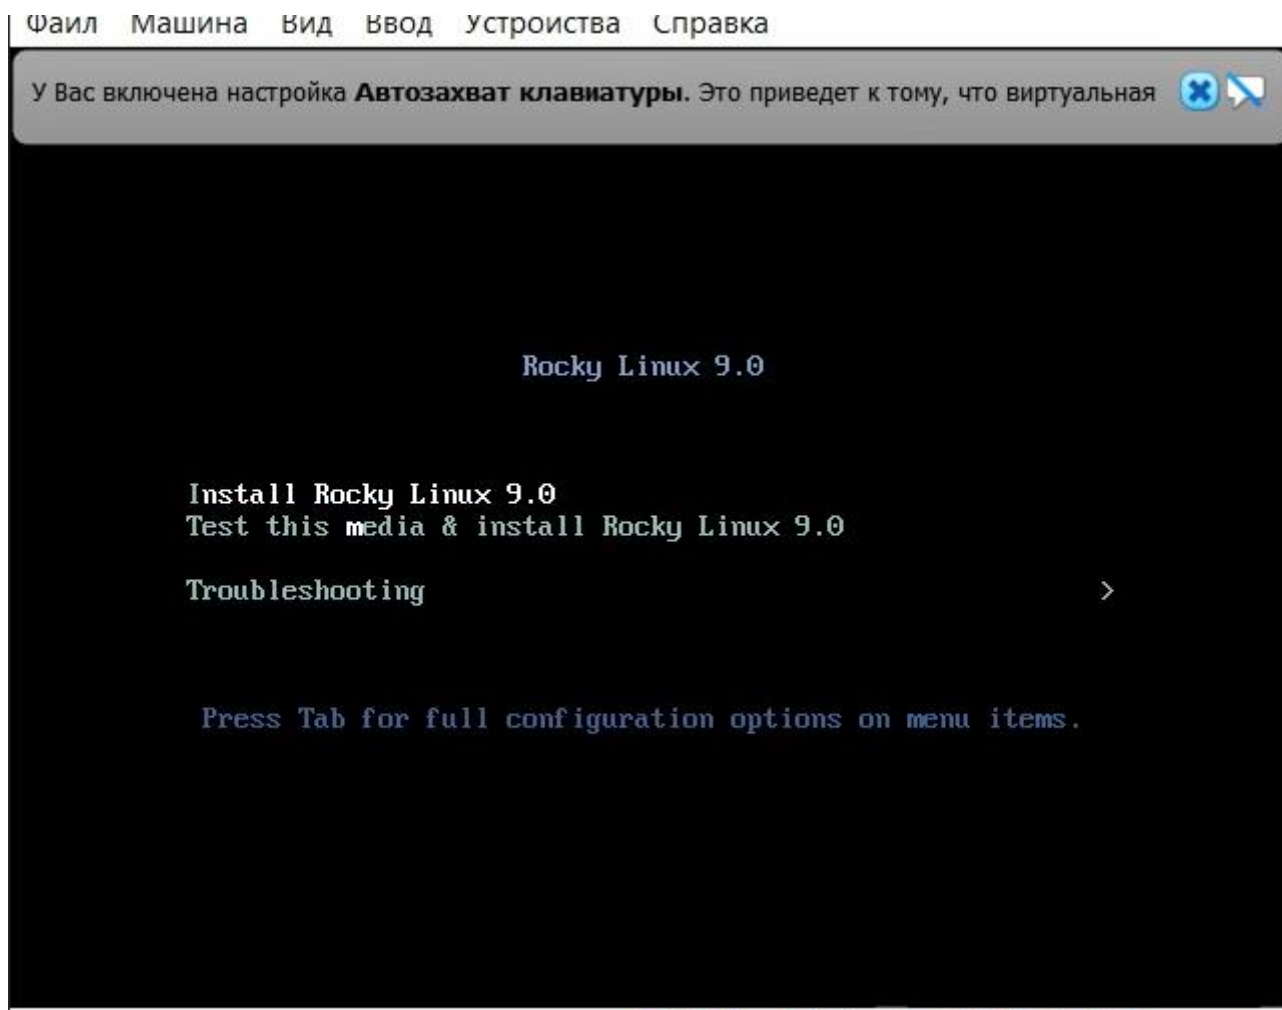 Файл Машина Вид Ввод Устройства Справка
У Вас включена настройка Автозахват клавиатуры. Это приведет к тому, что виртуальная
Rocky Linux 9.0
Install Rocky Linux 9.0
Test this media & install Rocky Linux 9.0
Troubleshooting >
Press Tab for full configuration options on menu items.